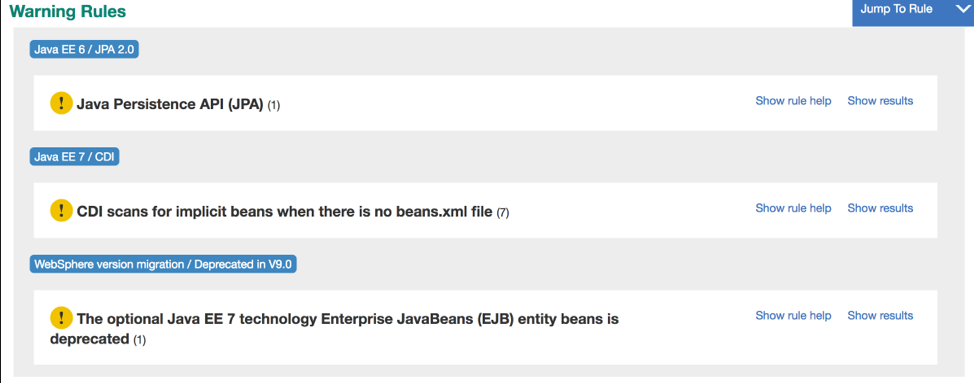 Warning Rules
Jump To Rule
Java EE 6 / JPA 2.0
! Java Persistence API (JPA) (1)
Show rule help Show results
Java EE 7 / CDI
! CDI scans for implicit beans when there is no beans.xml file (7)
Show rule help Show results
WebSphere version migration / Deprecated in V9.0
! The optional Java EE 7 technology Enterprise JavaBeans (EJB) entity beans is
deprecated (1)
Show rule help Show results